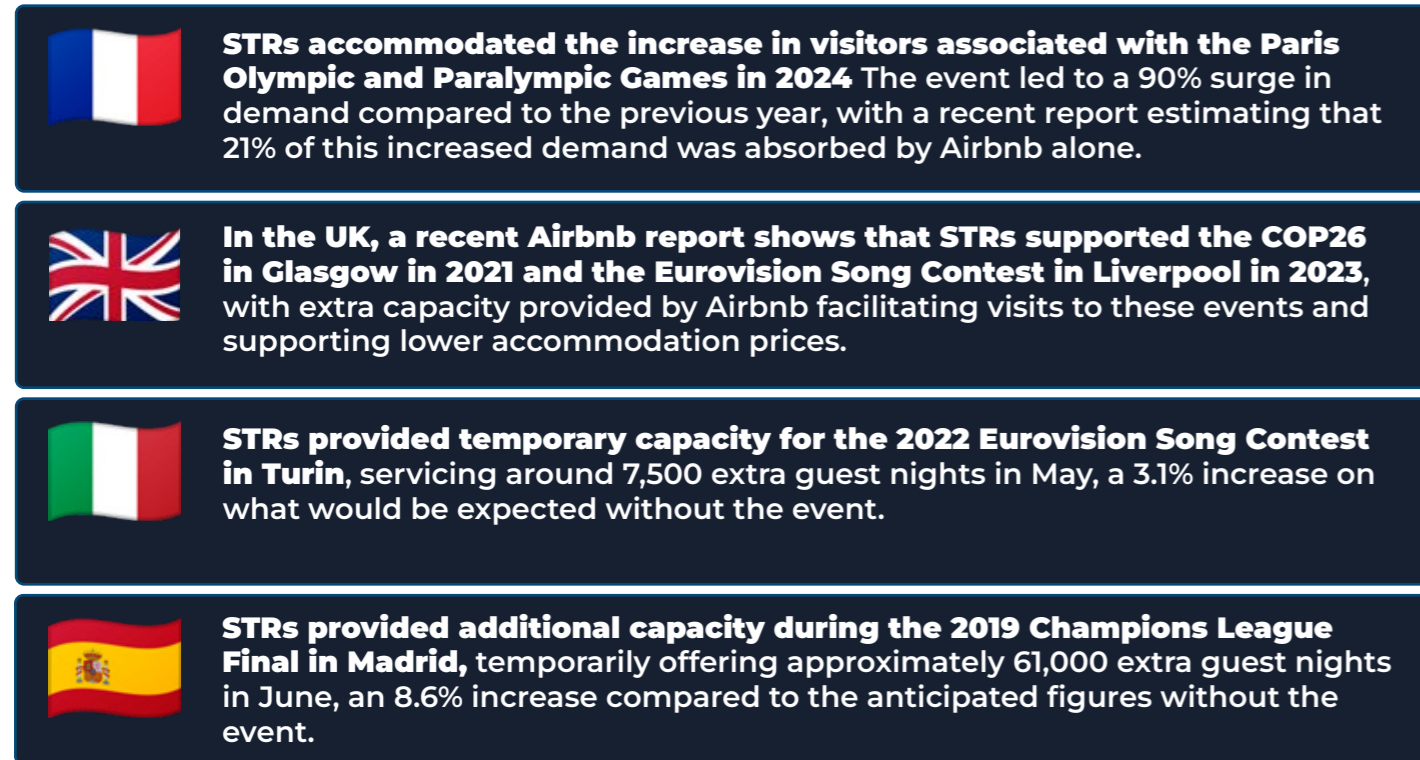 STRs accommodated the increase in visitors associated with the Paris
Olympic and Paralympic Games in 2024 The event led to a 90% surge in
demand compared to the previous year, with a recent report estimating that
21% of this increased demand was absorbed by Airbnb alone.
In the UK, a recent Airbnb report shows that STRs supported the COP26
in Glasgow in 2021 and the Eurovision Song Contest in Liverpool in 2023,
with extra capacity provided by Airbnb facilitating visits to these events and
supporting lower accommodation prices.
STRs provided temporary capacity for the 2022 Eurovision Song Contest
in Turin, servicing around 7,500 extra guest nights in May, a 3.1% increase on
what would be expected without the event.
STRs provided additional capacity during the 2019 Champions League
Final in Madrid, temporarily offering approximately 61,000 extra guest nights
in June, an 8.6% increase compared to the anticipated figures without the
event.